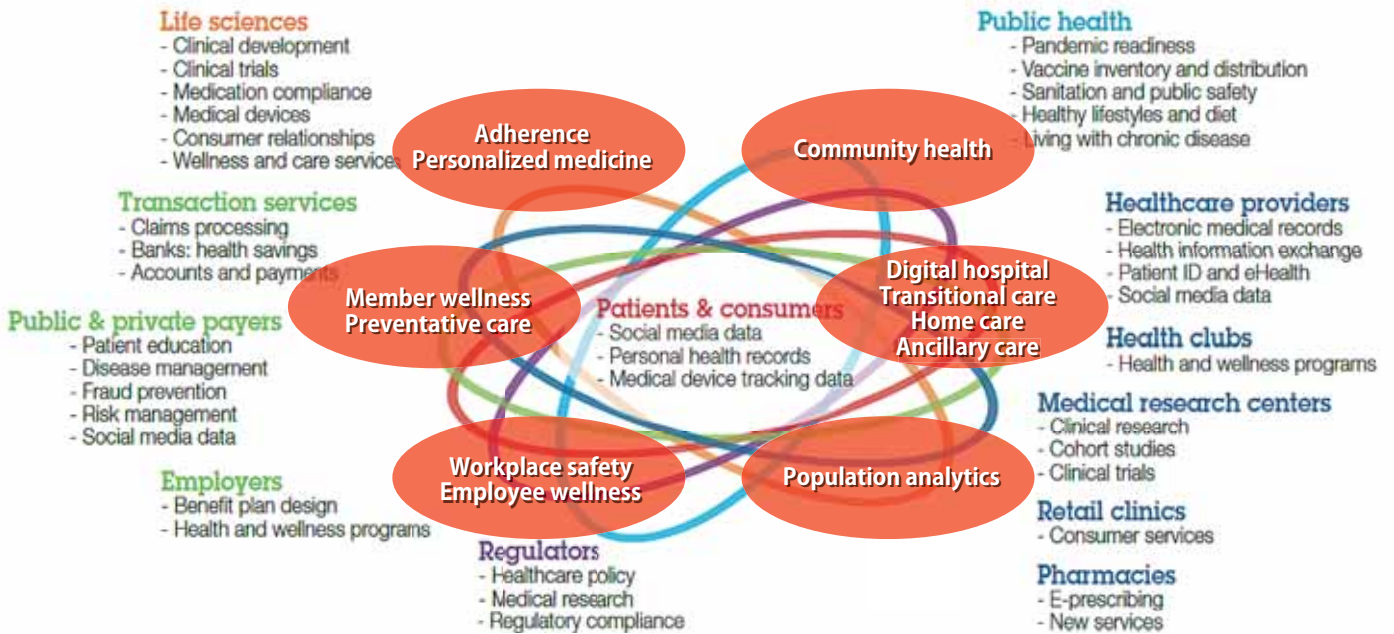 Life sciences
- Clinical development
- Clinical trials
- Medication compliance
- Medical devices
- Consumer relationships
- Wellness and care services
Transaction services
- Claims processing
- Banks: health savings
- Accounts and payments
Public & private payers
- Patient education
- Disease management
- Fraud prevention
- Risk management
- Social media data
Employers
- Benefit plan design
- Health and wellness programs
Adherence
Personalized medicine
Community health
Member wellness
Preventative care
Patients & consumers
- Social media data
- Personal health records
- Medical device tracking data
Digital hospital
Transitional care
Home care
Ancillary care
Workplace safety
Employee wellness
Population analytics
Regulators
- Healthcare policy
- Medical research
- Regulatory compliance
Public health
- Pandemic readiness
- Vaccine inventory and distribution
- Sanitation and public safety
- Healthy lifestyles and diet
- Living with chronic disease
Healthcare providers
- Electronic medical records
- Health information exchange
- Patient ID and eHealth
- Social media data
Health clubs
- Health and wellness programs
Medical research centers
- Clinical research
- Cohort studies
- Clinical trials
Retail clinics
- Consumer services
Pharmacies
- E-prescribing
- New services